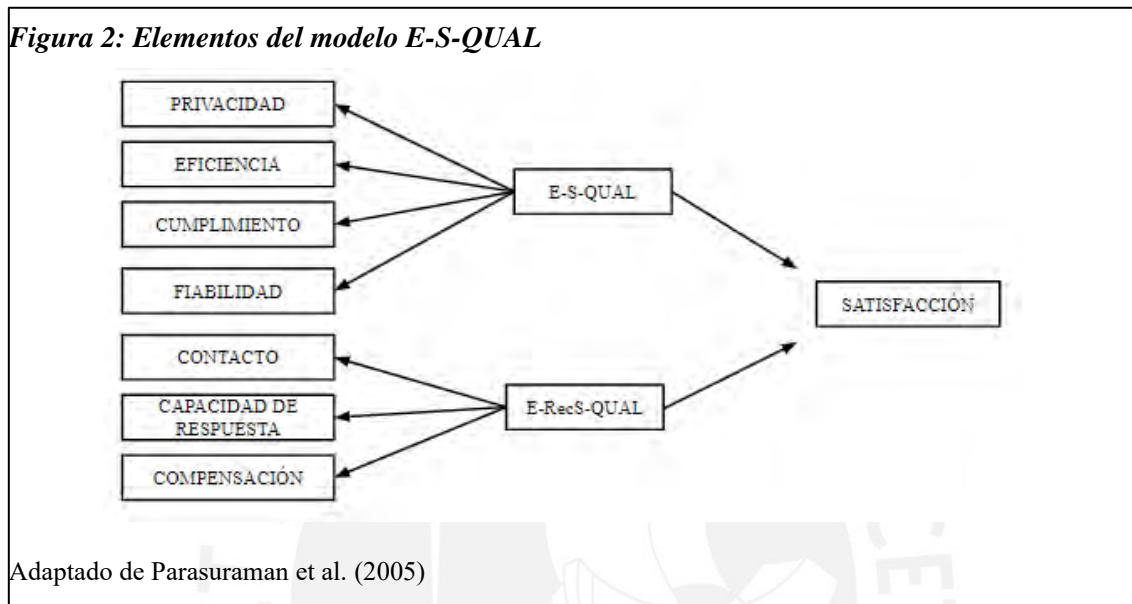 Figura 2: Elementos del modelo E-S-QUAL
PRIVACIDAD
EFICIENCIA
CUMPLIMIENTO
FIABILIDAD
CONTACTO
CAPACIDAD DE
RESPUESTA
COMPENSACIÓN
E-S-QUAL
E-RecS-QUAL
SATISFACCIÓN
Adaptado de Parasuraman et al. (2005)